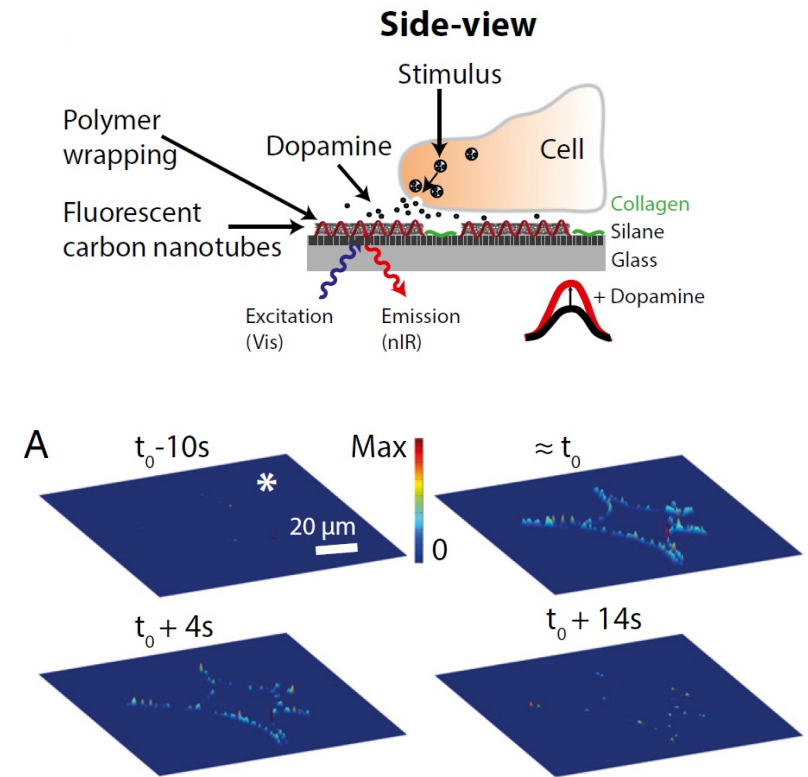 Side-view
Stimulus
Polymer
wrapping
Dopamine
Cell
Fluorescent
carbon nanotubes
Collagen
Silane
Glass
Excitation
(Vis)
Emission
(nIR)
+ Dopamine
A
t₀-10s
Max
≈ t₀
*
20 µm
0
t₀ + 4s
t₀ + 14s